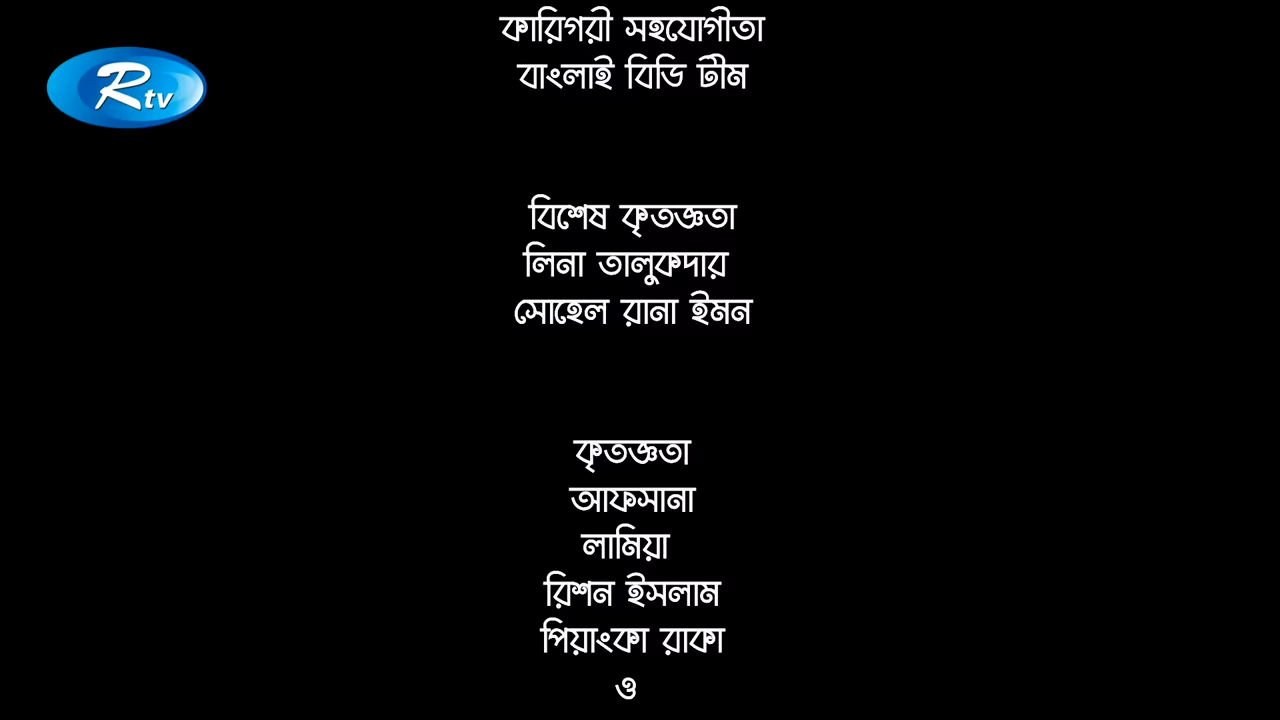 কারিগরী সহযোগীতা
বাংলাই বিডি টীম
Rtv
বিশেষ কৃতজ্ঞতা
লিনা তালুকদার
সোহেল রানা ইমন
কৃতজ্ঞতা
আফসানা
লামিয়া
রিশন ইসলাম
পিয়াংকা রাকা
ও